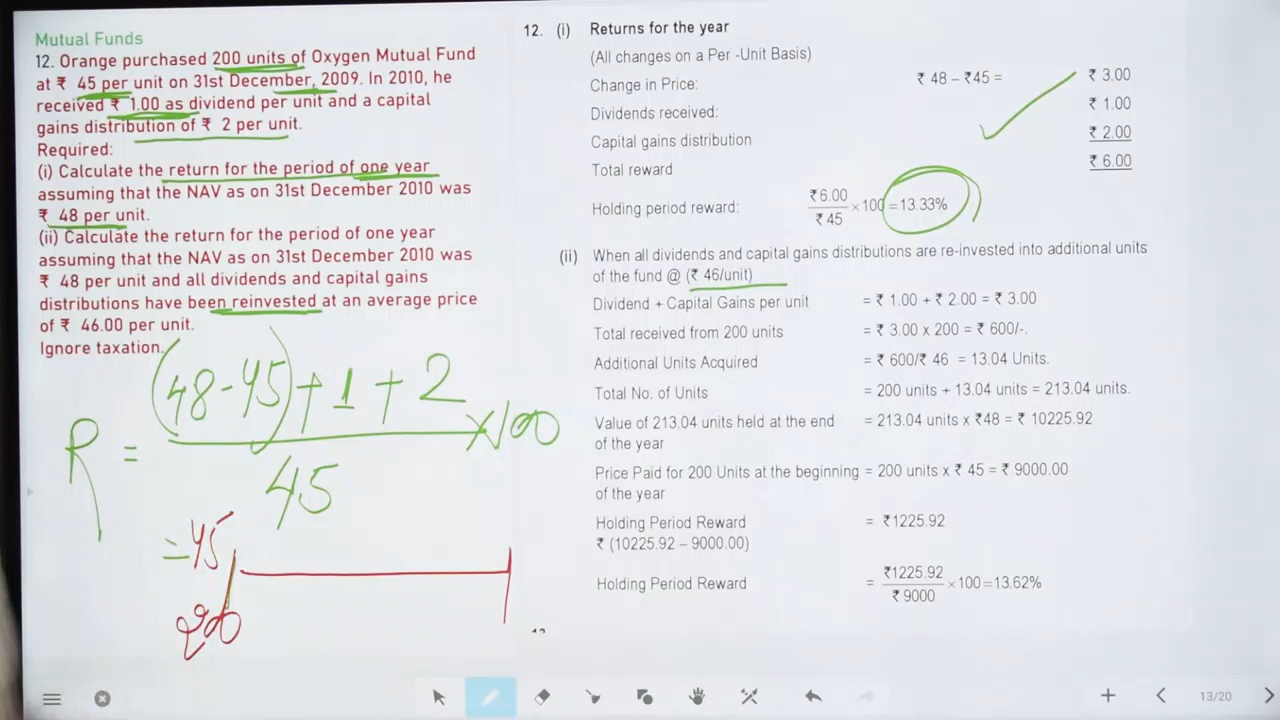 Mutual Funds
12. Orange purchased 200 units of Oxygen Mutual Fund
at ₹ 45 per unit on 31st December, 2009. In 2010, he
received ₹ 1.00 as dividend per unit and a capital
gains distribution of ₹ 2 per unit.
Required:
(i) Calculate the return for the period of one year
assuming that the NAV as on 31st December 2010 was
₹ 48 per unit.
(ii) Calculate the return for the period of one year
assuming that the NAV as on 31st December 2010 was
₹ 48 per unit and all dividends and capital gains
distributions have been reinvested at an average price
of ₹ 46.00 per unit.
Ignore taxation.
(48-45)+1+2
R = ×100
45
=45
200
12. (i) Returns for the year
(All changes on a Per -Unit Basis)
Change in Price: ₹ 48 – ₹45 = ₹ 3.00
Dividends received: ₹ 1.00
Capital gains distribution ₹ 2.00
Total reward ₹ 6.00
Holding period reward: ₹6.00 / ₹ 45 ×100 =13.33%
(ii) When all dividends and capital gains distributions are re-invested into additional units
of the fund @ (₹ 46/unit)
Dividend + Capital Gains per unit = ₹ 1.00 + ₹ 2.00 = ₹ 3.00
Total received from 200 units = ₹ 3.00 x 200 = ₹ 600/-.
Additional Units Acquired = ₹ 600/₹ 46 = 13.04 Units.
Total No. of Units = 200 units + 13.04 units = 213.04 units.
Value of 213.04 units held at the end = 213.04 units x ₹48 = ₹ 10225.92
of the year
Price Paid for 200 Units at the beginning = 200 units x ₹ 45 = ₹ 9000.00
of the year
Holding Period Reward = ₹1225.92
₹ (10225.92 – 9000.00)
Holding Period Reward = ₹1225.92 / ₹ 9000 ×100=13.62%
13/20